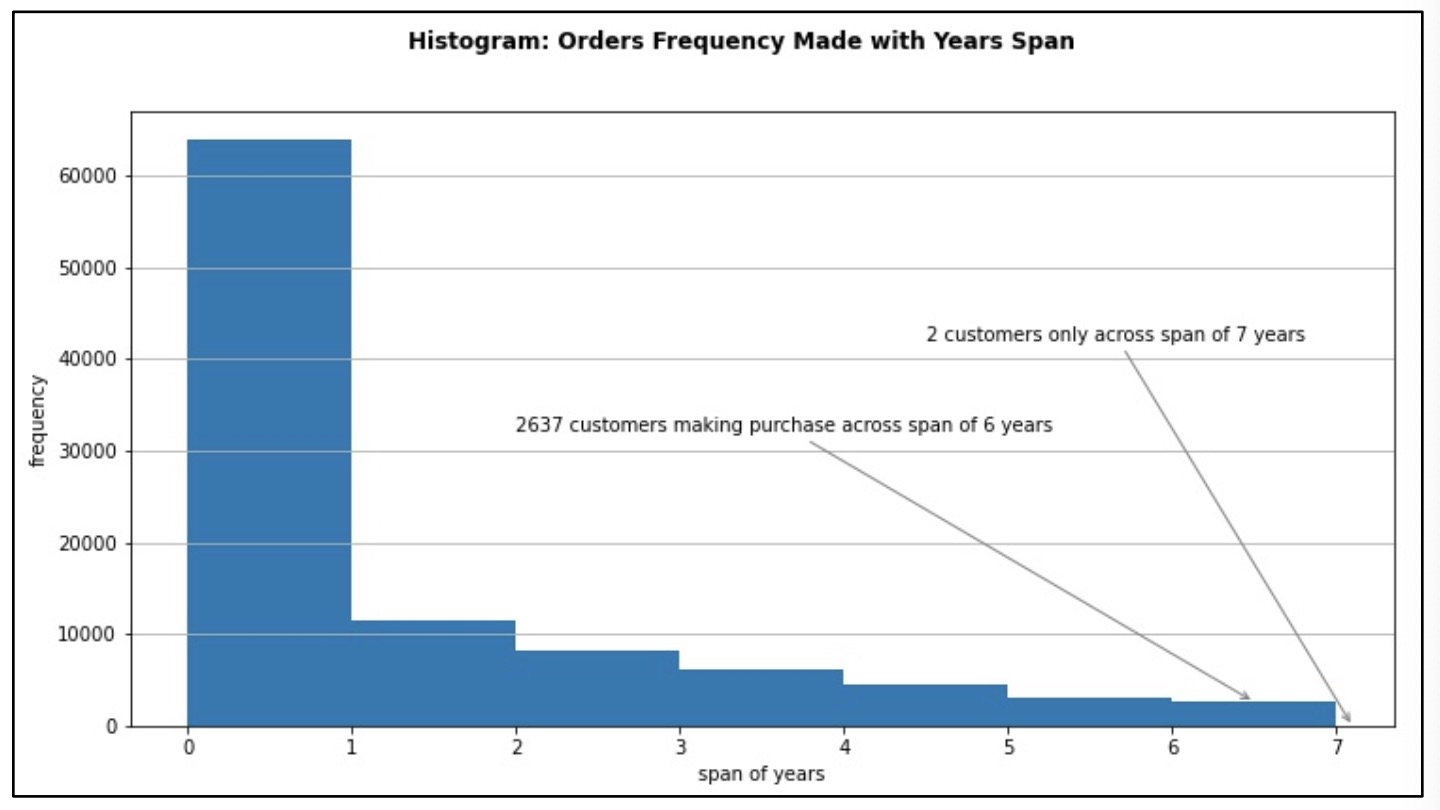 Histogram: Orders Frequency Made with Years Span
60000
50000
2 customers only across span of 7 years
40000
2637 customers making purchase across span of 6 years
30000
frequency
20000
10000
0
0 1 2 3 4 5 6 7
span of years